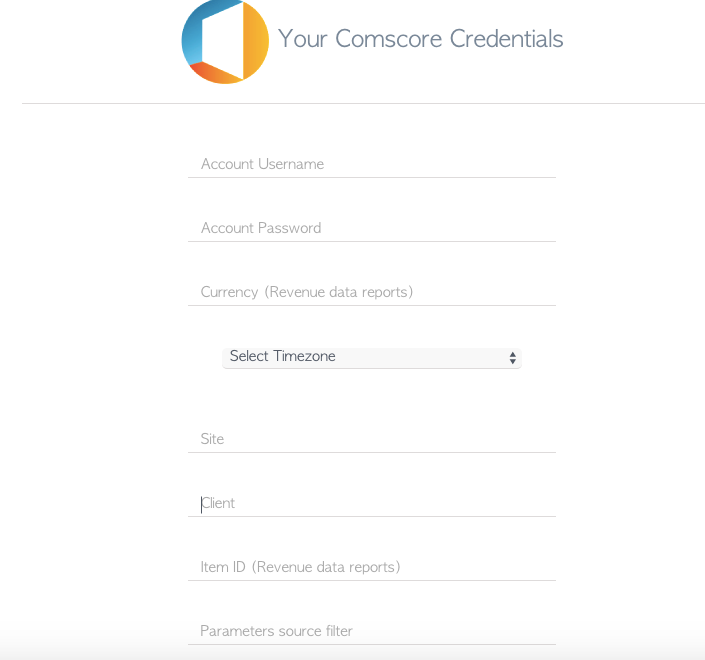 Your Comscore Credentials
Account Username
Account Password
Currency (Revenue data reports)
Select Timezone
Site
Client
Item ID (Revenue data reports)
Parameters source filter